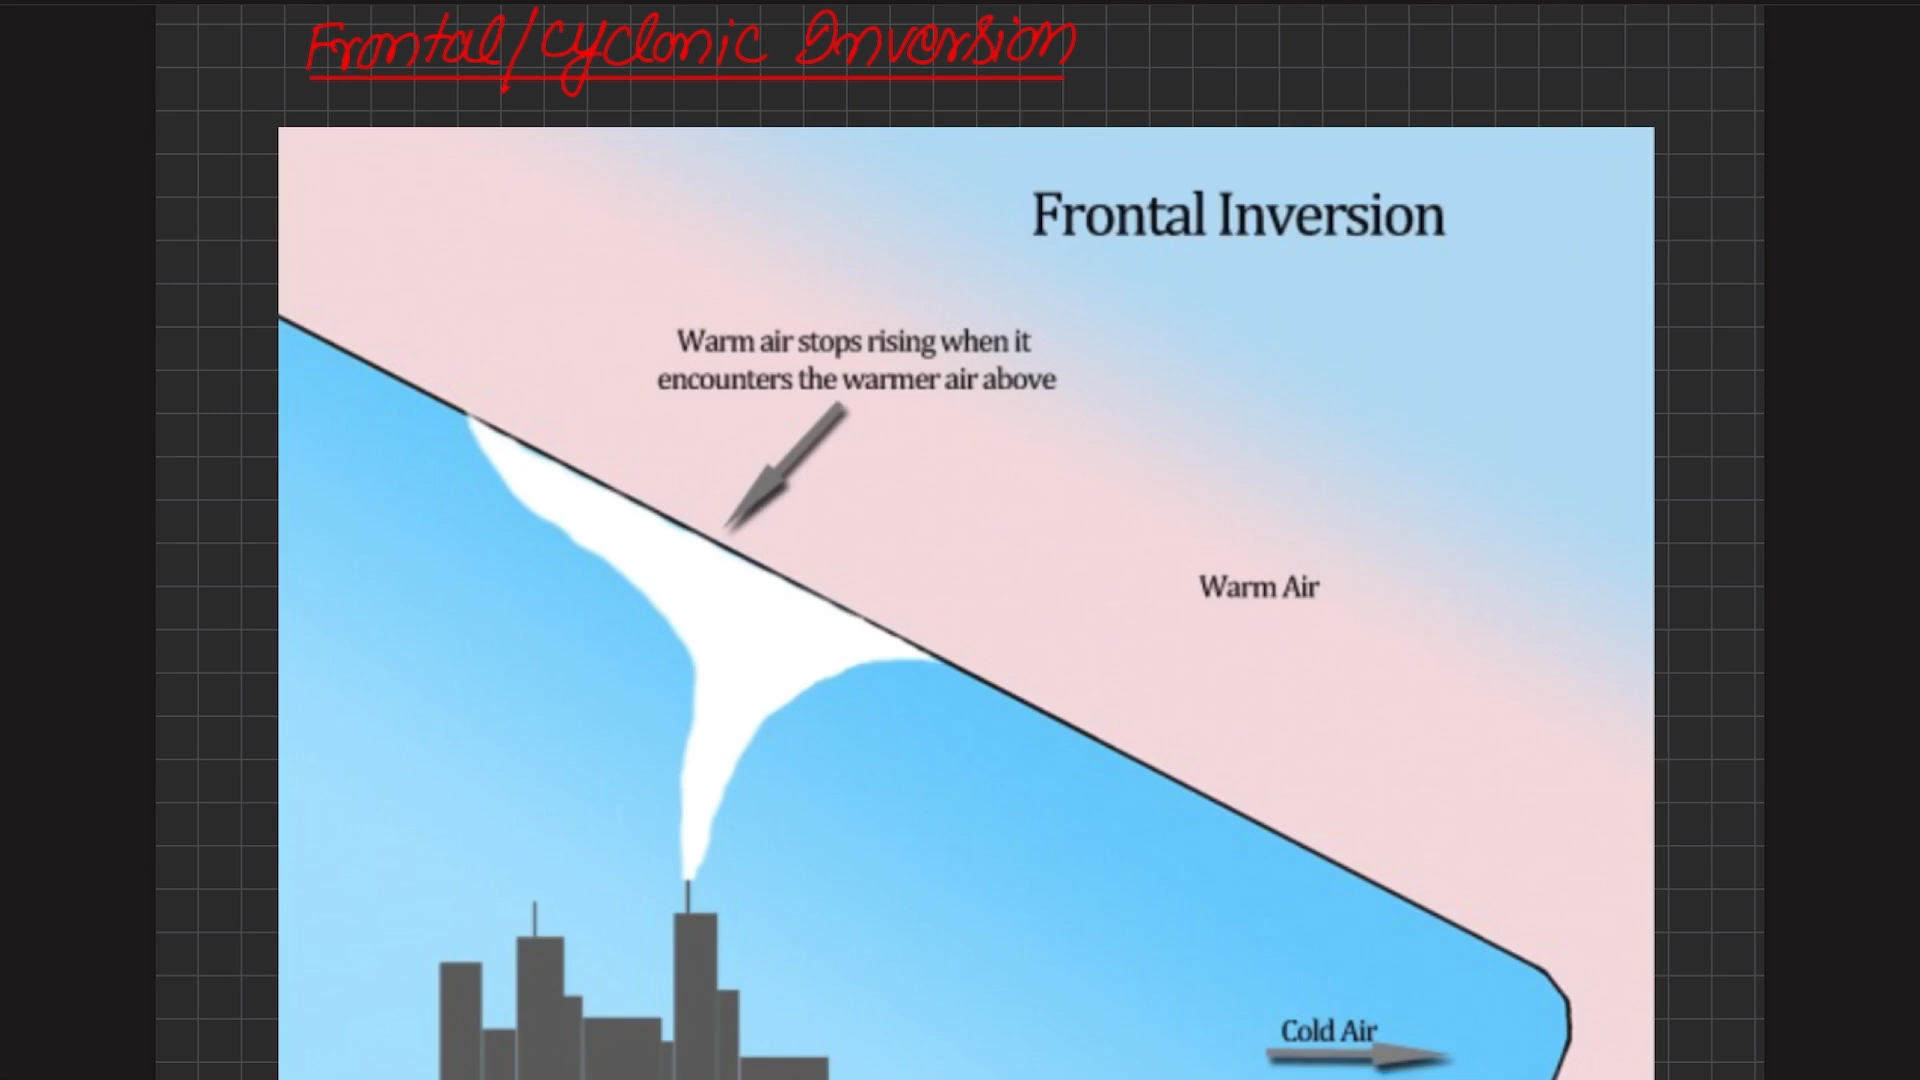 Frontal/Cyclonic Inversion
Frontal Inversion
Warm air stops rising when it
encounters the warmer air above
Warm Air
Cold Air